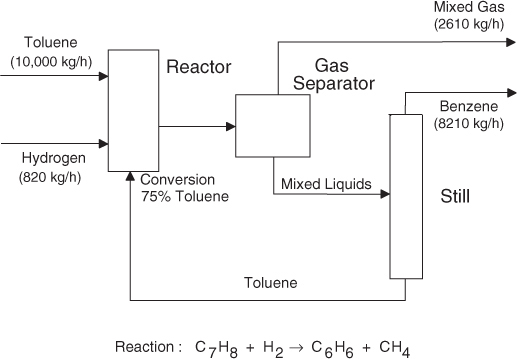 Mixed Gas
(2610 kg/h)
Toluene
(10,000 kg/h)
Reactor
Gas
Separator
Benzene
(8210 kg/h)
Hydrogen
(820 kg/h)
Conversion
75% Toluene
Mixed Liquids
Still
Toluene
Reaction : C7H8 + H2 → C6H6 + CH4